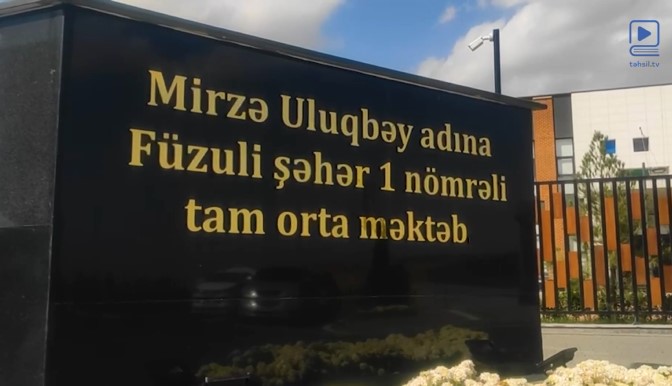 Mirzə Uluqbəy adına
Füzuli şəhər 1 nömrəli
tam orta məktəb
tahsil.tv